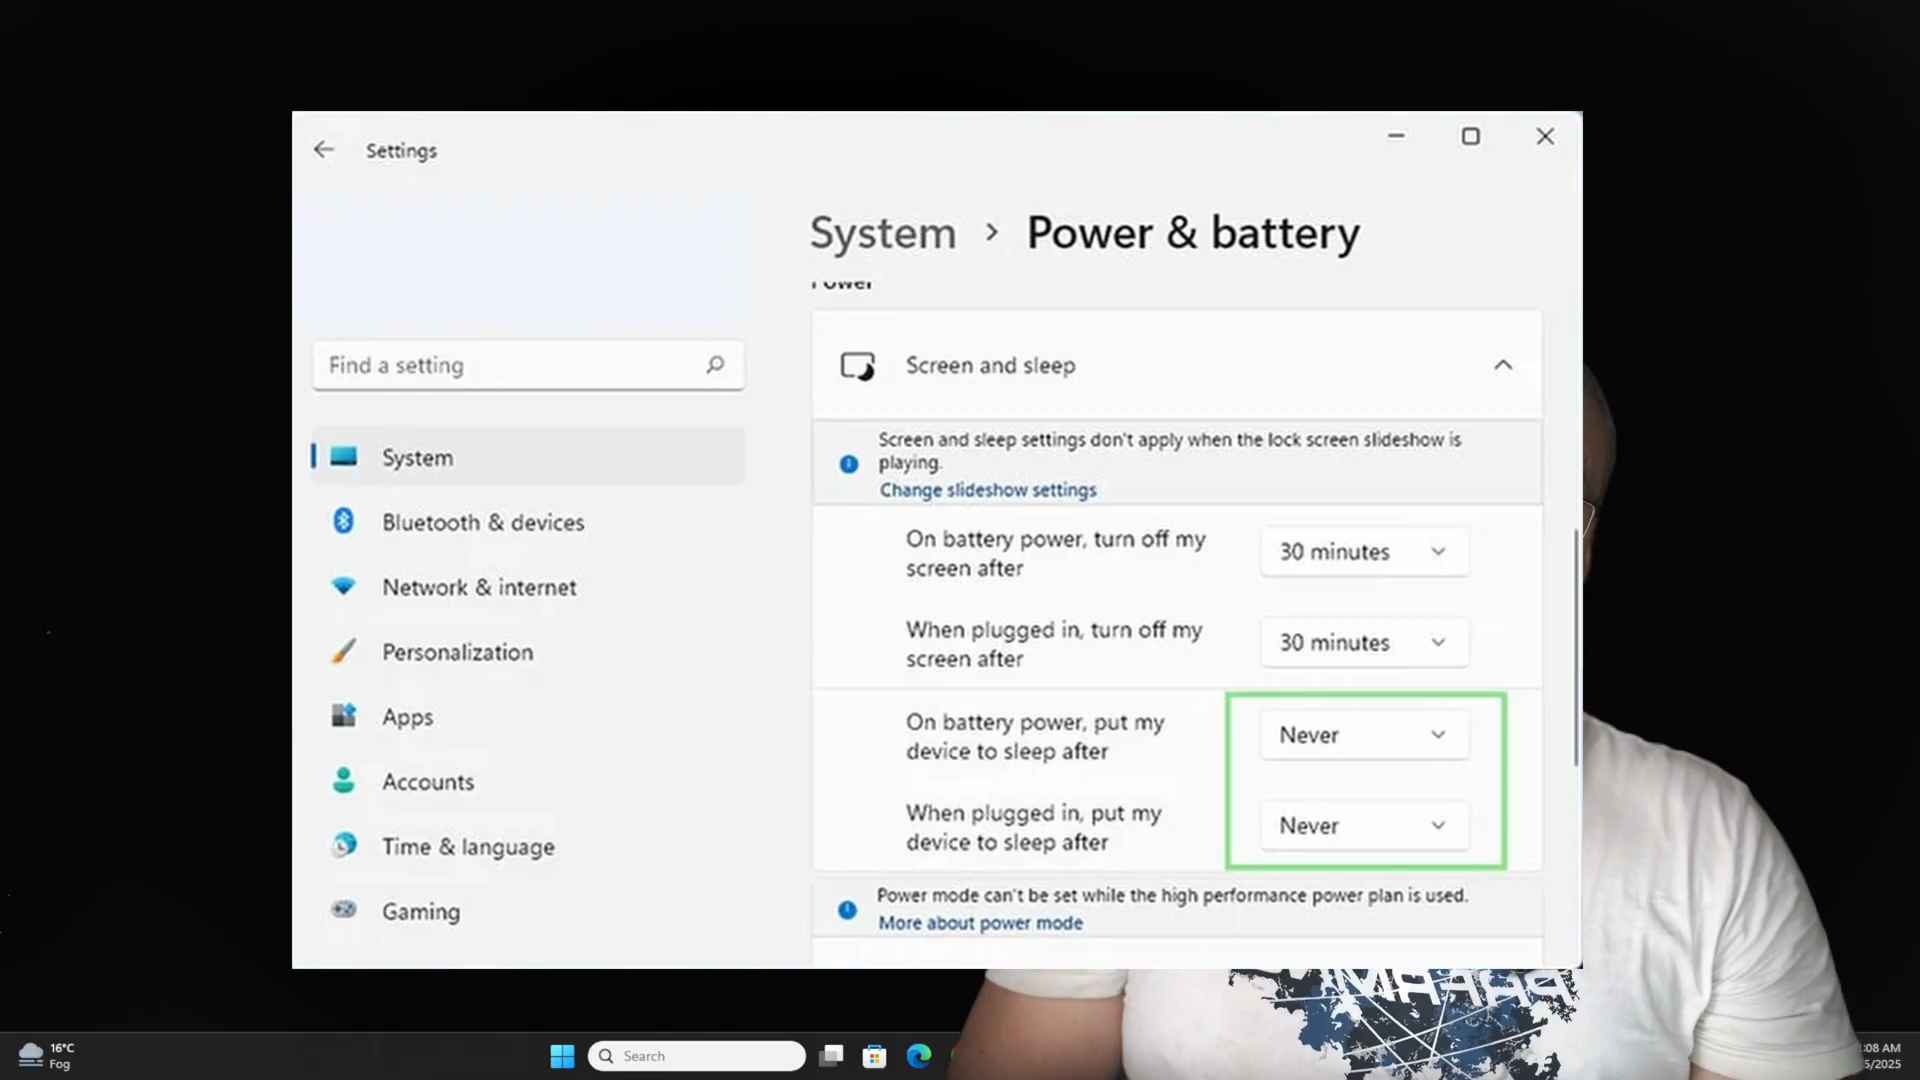 Settings
System > Power & battery
Power
Find a setting
Screen and sleep
Screen and sleep settings don't apply when the lock screen slideshow is
playing.
Change slideshow settings
System
Bluetooth & devices
Network & internet
Personalization
Apps
Accounts
Time & language
Gaming
On battery power, turn off my
screen after
30 minutes
When plugged in, turn off my
screen after
30 minutes
On battery power, put my
device to sleep after
Never
When plugged in, put my
device to sleep after
Never
Power mode can't be set while the high performance power plan is used.
More about power mode
16°C
Fog
Search
:08 AM
5/2025